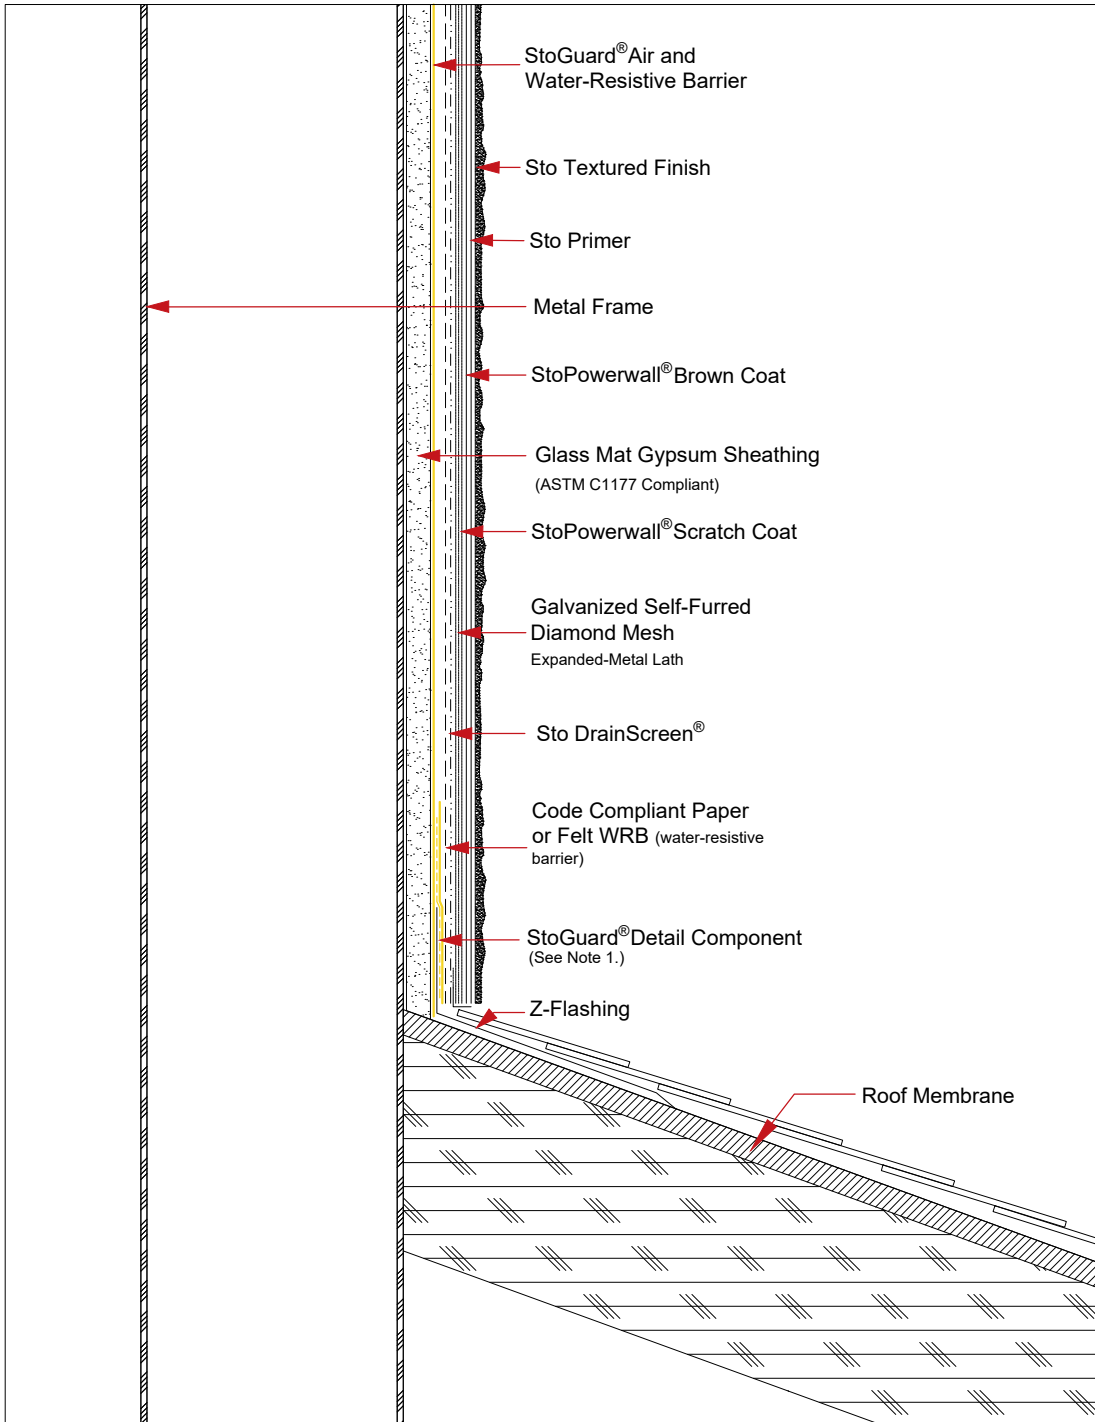 StoGuard® Air and
Water-Resistive Barrier
Sto Textured Finish
Sto Primer
Metal Frame
StoPowerwall® Brown Coat
Glass Mat Gypsum Sheathing
(ASTM C1177 Compliant)
StoPowerwall® Scratch Coat
Galvanized Self-Furred
Diamond Mesh
Expanded-Metal Lath
Sto DrainScreen®
Code Compliant Paper
or Felt WRB (water-resistive
barrier)
StoGuard® Detail Component
(See Note 1.)
Z-Flashing
Roof Membrane